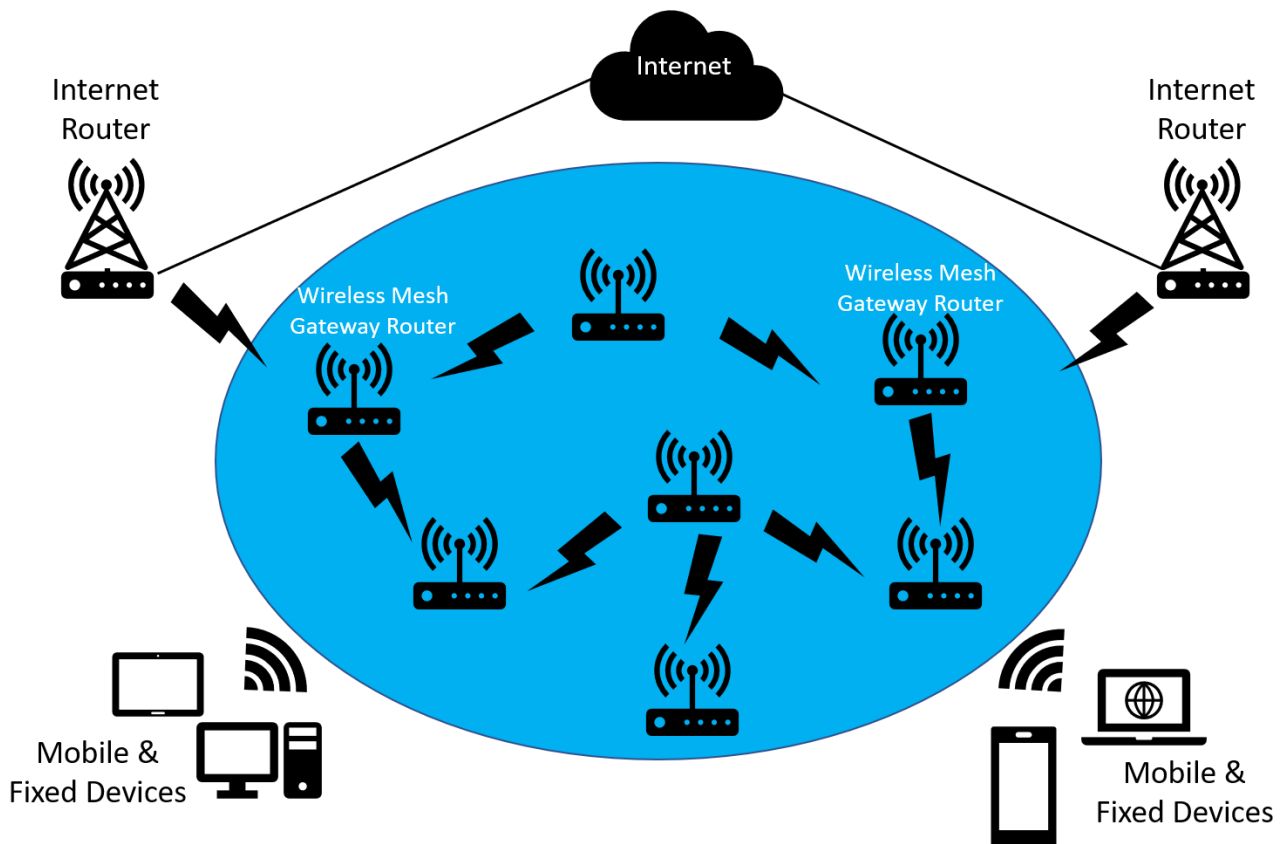 Internet
Internet
Router
Internet
Router
Wireless Mesh
Gateway Router
Wireless Mesh
Gateway Router
Mobile &
Fixed Devices
Mobile &
Fixed Devices